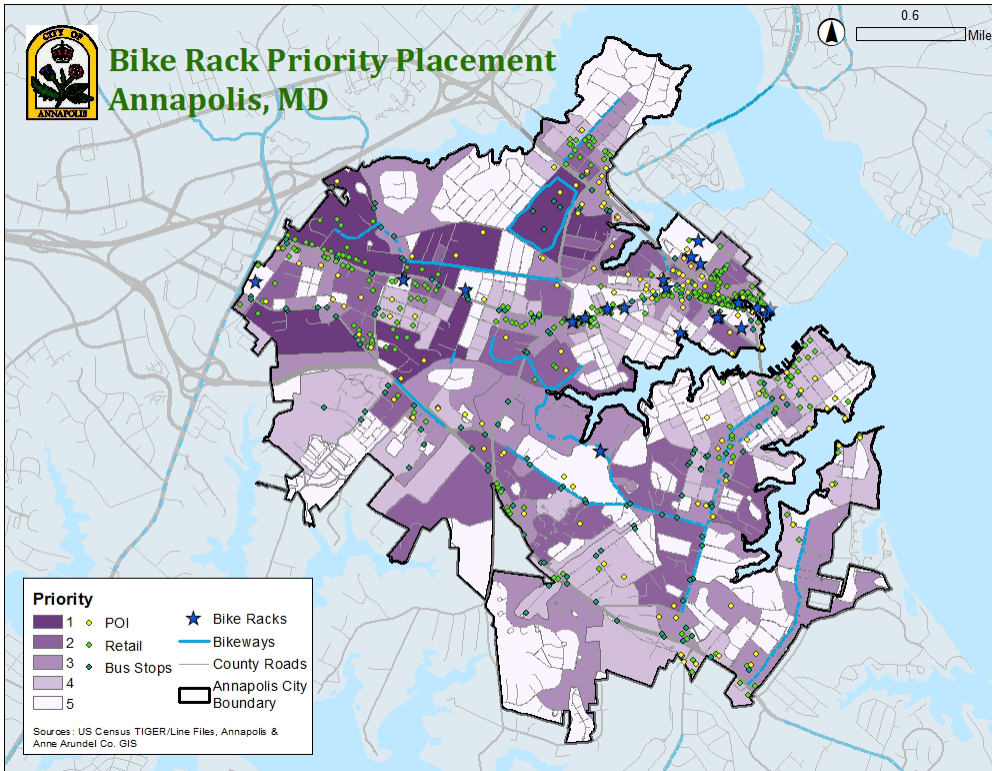 CITY OF
ANNAPOLIS
Bike Rack Priority Placement
Annapolis, MD
0.6
Mile
Priority
1
2
3
4
5
POI
Retail
Bus Stops
Bike Racks
Bikeways
County Roads
Annapolis City
Boundary
Sources: US Census TIGER/Line Files, Annapolis &
Anne Arundel Co. GIS